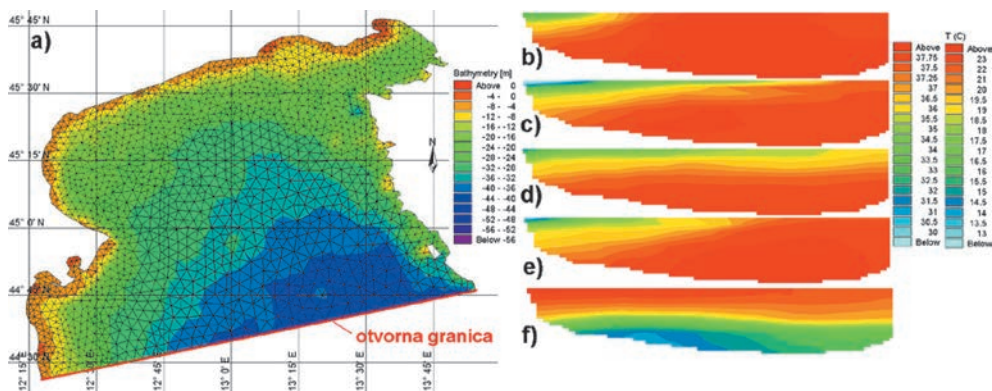 a)
45° 45' N
45° 30' N
45° 15' N
45° 0' N
44° 45' N
44° 30' N
12° 15' E
12° 30' E
12° 45' E
13° 0' E
13° 15' E
13° 30' E
13° 45' E
N
Bathymetry [m]
Above 0
-4 - 0
-8 - -4
-12 - -8
-16 - -12
-20 - -16
-24 - -20
-28 - -24
-32 - -28
-36 - -32
-40 - -36
-44 - -40
-48 - -44
-52 - -48
-56 - -52
Below -56
otvorna granica
b)
c)
d)
e)
f)
Above
37.75
37.5
37.25
37
36.5
36
35.5
35
34.5
34
33.5
33
32.5
32
31.5
31
30.5
30
Below
T (C)
Above
23
22
21
20
19.5
19
18.5
18
17.5
17
16.5
16
15.5
15
14.5
14
13.5
13
Below